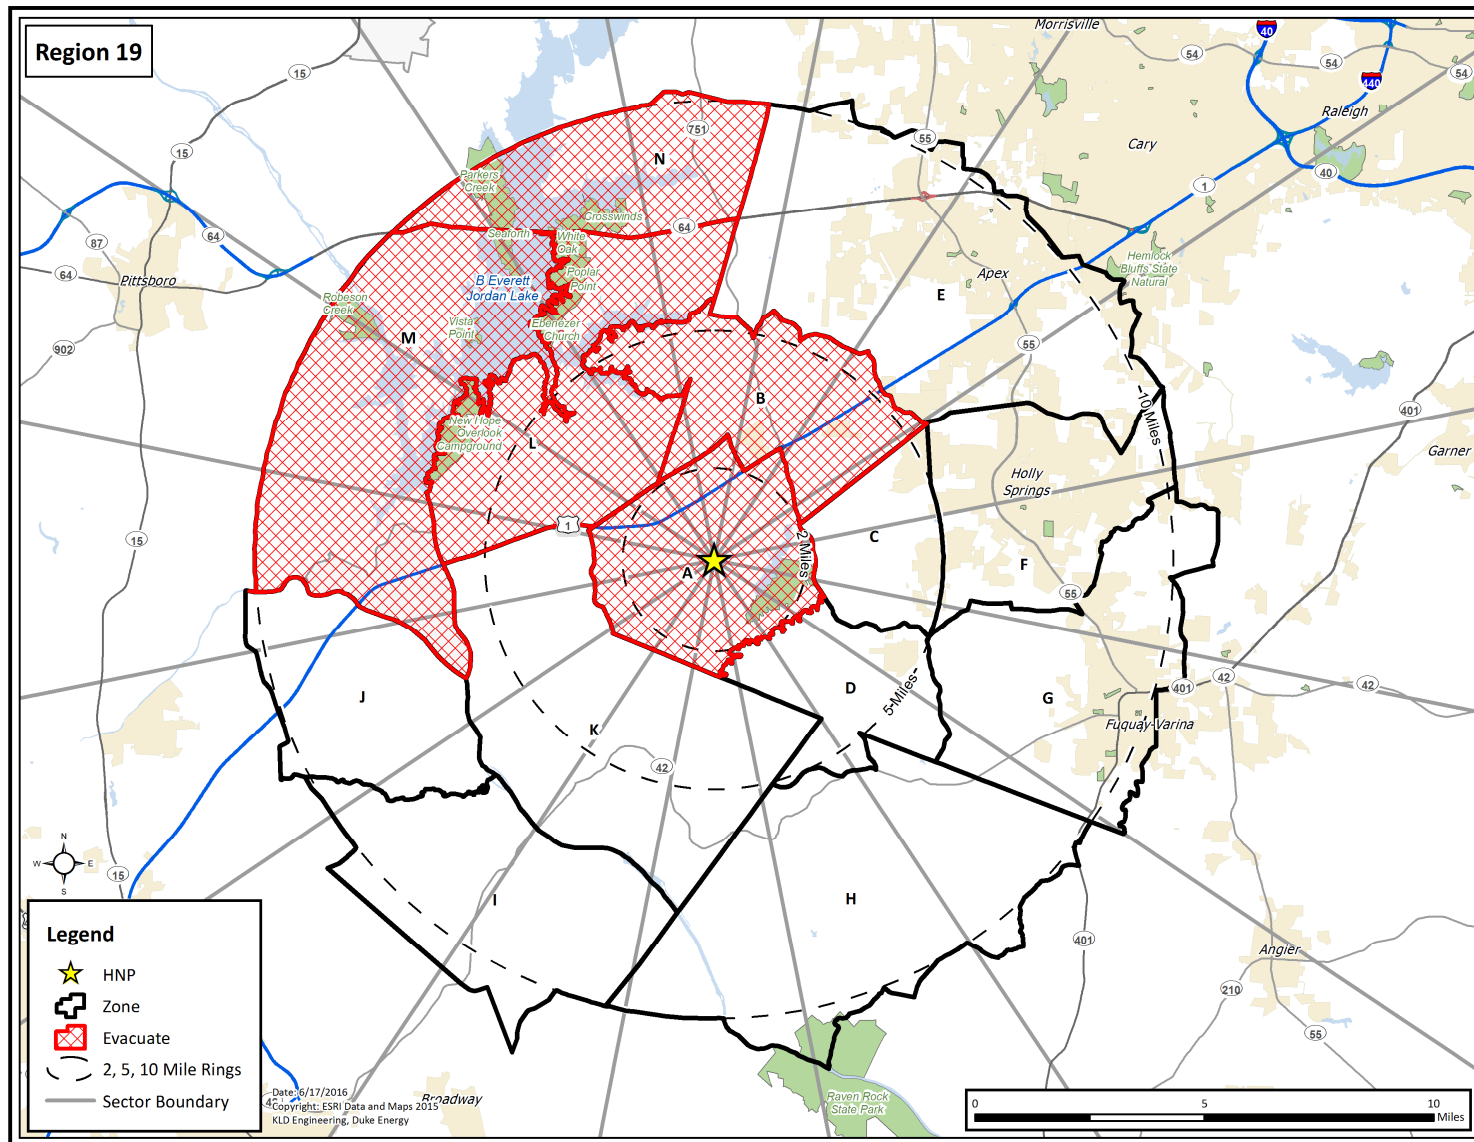 Region 19
Morrisville
40
54
54
54
440
Raleigh
15
751
55
Cary
15
N
40
Parkers
Creek
1
Crosswinds
87
64
Seaforth
White
Oak
64
64
Pittsboro
B Everett
Jordan Lake
Poplar
Point
Apex
Hemlock
Bluffs State
Natural
E
Robeson
Creek
Vista
Point
Ebenezer
Church
M
55
902
B
10 Miles
401
New Hope
Overlook
Campground
L
Garner
Holly
Springs
1
15
2 Miles
C
A
F
55
J
D
5-Miles
G
401
42
42
Fuquay-Varina
K
42
N
W
E
S
15
I
H
401
Angier
210
55
Legend
HNP
Zone
Evacuate
2, 5, 10 Mile Rings
Sector Boundary
Date: 6/17/2016
Copyright: ESRI Data and Maps 2015
KLD Engineering, Duke Energy
Broadway
Raven Rock
State Park
0
5
10
Miles